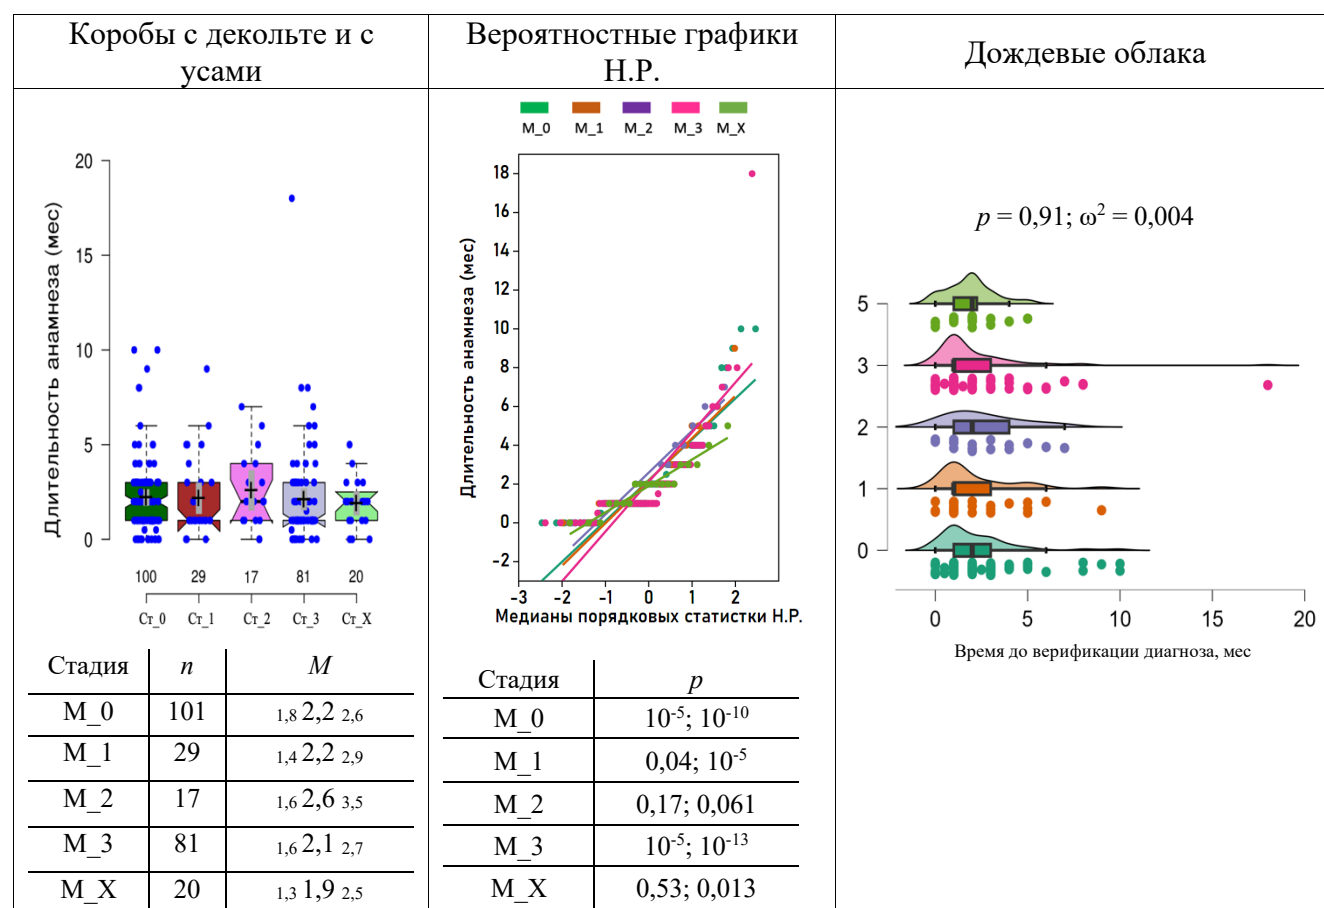 Коробы с декольте и с
усами
Вероятностные графики
Н.Р.
Дождевые облака
20
15
10
5
0
Длительность анамнеза (мес)
100 29 17 81 20
Ст_0 Ст_1 Ст_2 Ст_3 Ст_X
Стадия n M
M_0 101 1,8 2,2 2,6
M_1 29 1,4 2,2 2,9
M_2 17 1,6 2,6 3,5
M_3 81 1,6 2,1 2,7
M_X 20 1,3 1,9 2,5
M_0 M_1 M_2 M_3 M_X
18
16
14
12
10
8
6
4
2
0
−2
Длительность анамнеза (мес)
−3 −2 −1 0 1 2
Медианы порядковых статистки Н.Р.
Стадия p
M_0 10⁻⁵; 10⁻¹⁰
M_1 0,04; 10⁻⁵
M_2 0,17; 0,061
M_3 10⁻⁵; 10⁻¹³
M_X 0,53; 0,013
p = 0,91; ω² = 0,004
5
3
2
1
0
0 5 10 15 20
Время до верификации диагноза, мес